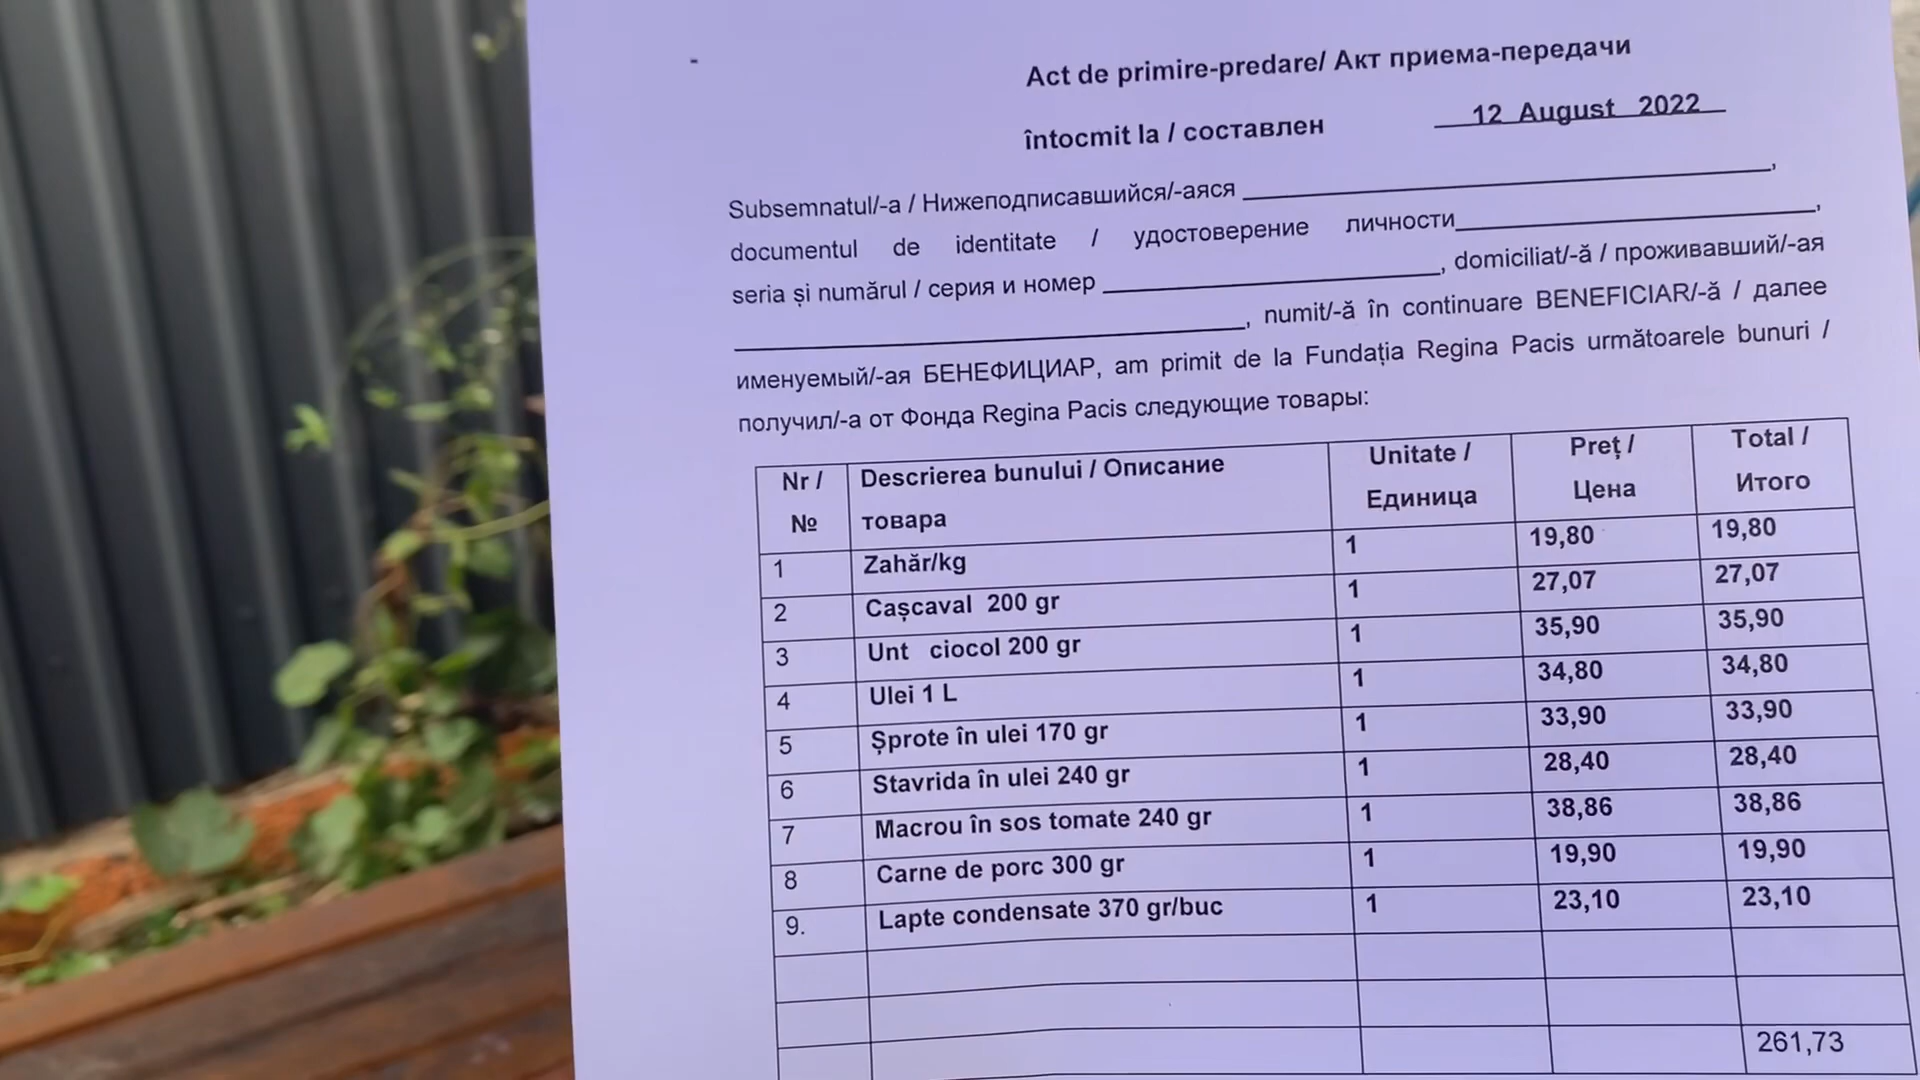 Act de primire-predare/ Акт приема-передачи
întocmit la / составлен 12 August 2022
Subsemnatul/-a / Нижеподписавшийся/-аяся ,
documentul de identitate / удостоверение личности ,
seria și numărul / серия и номер , domiciliat/-ă / проживавший/-ая
, numit/-ă în continuare BENEFICIAR/-ă / далее
именуемый/-ая БЕНЕФИЦИАР, am primit de la Fundația Regina Pacis următoarele bunuri /
получил/-а от Фонда Regina Pacis следующие товары:
Nr / № Descrierea bunului / Описание товара Unitate / Единица Preț / Цена Total / Итого
1 Zahăr/kg 1 19,80 19,80
2 Cașcaval 200 gr 1 27,07 27,07
3 Unt ciocol 200 gr 1 35,90 35,90
4 Ulei 1 L 1 34,80 34,80
5 Șprote în ulei 170 gr 1 33,90 33,90
6 Stavrida în ulei 240 gr 1 28,40 28,40
7 Macrou în sos tomate 240 gr 1 38,86 38,86
8 Carne de porc 300 gr 1 19,90 19,90
9. Lapte condensate 370 gr/buc 1 23,10 23,10
261,73